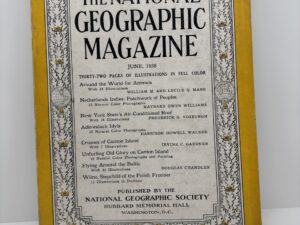 THE NATIONAL
GEOGRAPHIC
MAGAZINE
JUNE, 1938
THIRTY-TWO PAGES OF ILLUSTRATIONS IN FULL COLOR
Around the World for Animals
WILLIAM M. AND LUCILE Q. MANN
Netherlands Indies: Patchwork of Peoples
MAYNARD OWEN WILLIAMS
New York State's Air-Conditioned Roof
FREDERICK G. VOSBURGH
Adirondack Idyls
HARRISON HOWELL WALKER
Crusoes of Canton Island
IRVINE C. GARDNER
Unfurling Old Glory on Canton Island
Flying Around the Baltic
DOUGLAS CHANDLER
Wilno, Stepchild of the Polish Frontier
PUBLISHED BY THE
NATIONAL GEOGRAPHIC SOCIETY
HUBBARD MEMORIAL HALL
WASHINGTON, D.C.